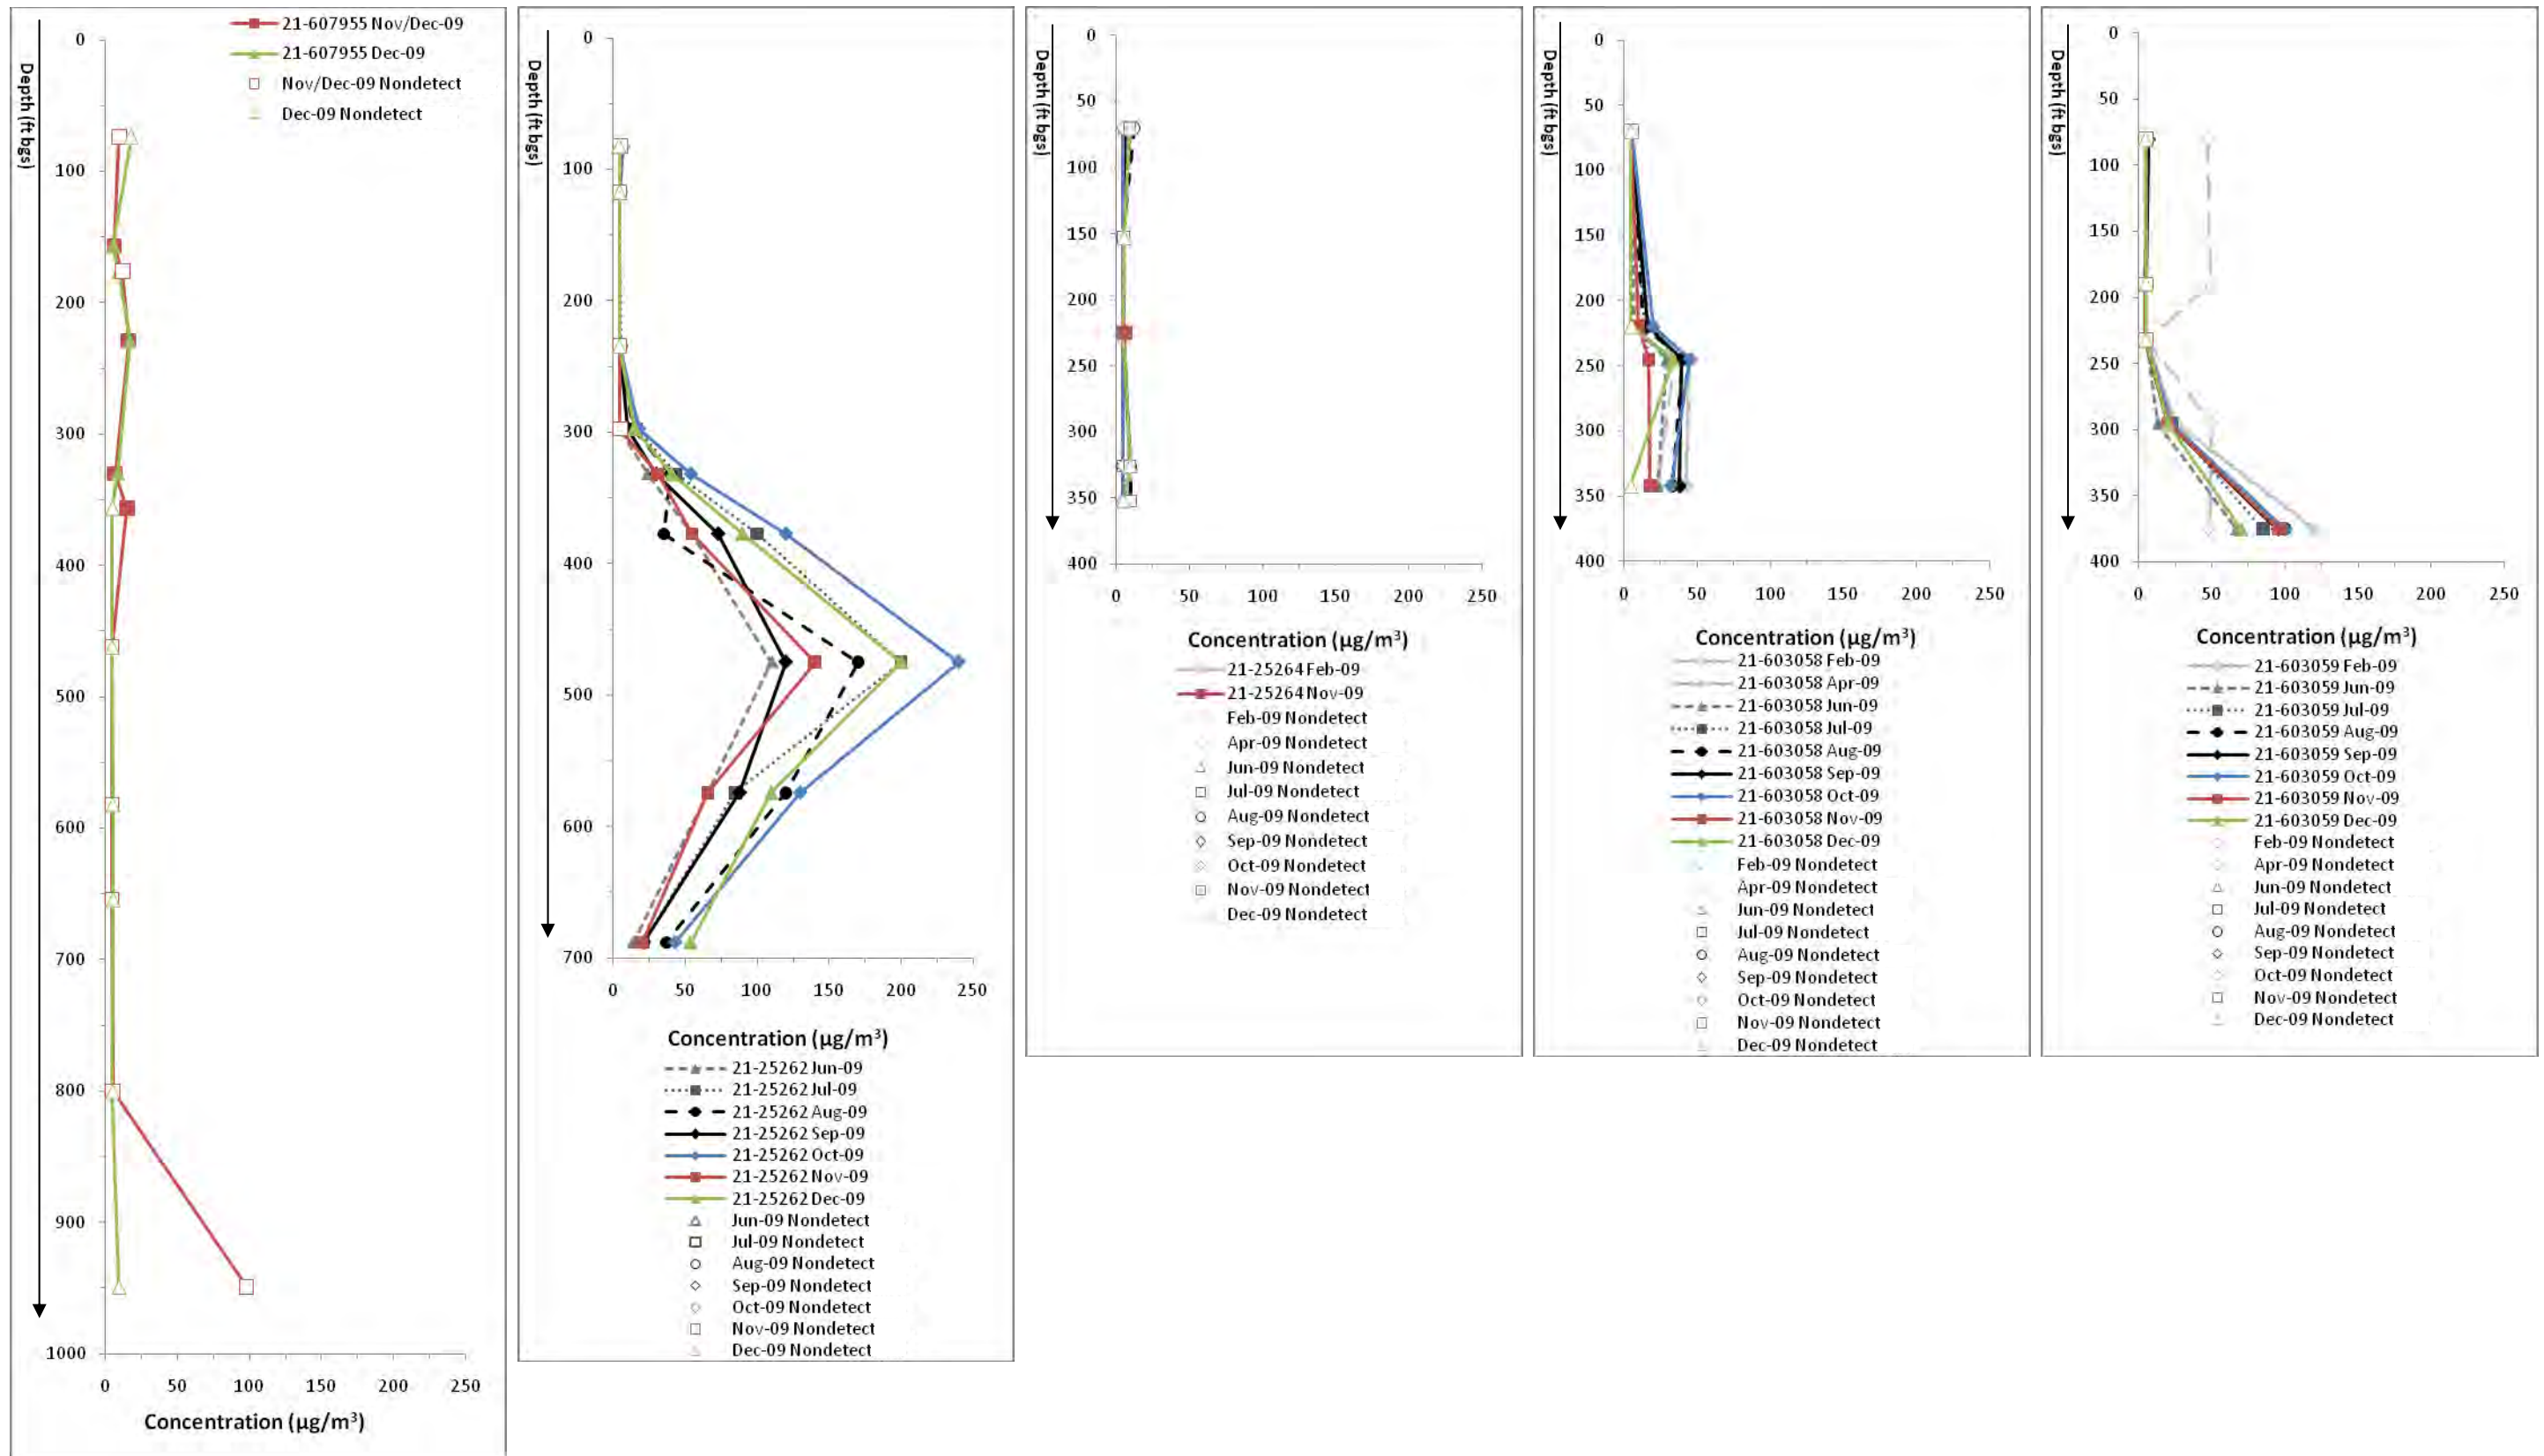 21-607955 Nov/Dec-09
21-607955 Dec-09
Nov/Dec-09 Nondetect
Dec-09 Nondetect
Depth (ft bgs)
0
100
200
300
400
500
600
700
800
900
1000
0 50 100 150 200 250
Concentration (µg/m³)
Depth (ft bgs)
0
100
200
300
400
500
600
700
0 50 100 150 200 250
Concentration (µg/m³)
21-25262 Jun-09
21-25262 Jul-09
21-25262 Aug-09
21-25262 Sep-09
21-25262 Oct-09
21-25262 Nov-09
21-25262 Dec-09
Jun-09 Nondetect
Jul-09 Nondetect
Aug-09 Nondetect
Sep-09 Nondetect
Oct-09 Nondetect
Nov-09 Nondetect
Dec-09 Nondetect
Depth (ft bgs)
0
50
100
150
200
250
300
350
400
0 50 100 150 200 250
Concentration (µg/m³)
21-25264 Feb-09
21-25264 Nov-09
Feb-09 Nondetect
Apr-09 Nondetect
Jun-09 Nondetect
Jul-09 Nondetect
Aug-09 Nondetect
Sep-09 Nondetect
Oct-09 Nondetect
Nov-09 Nondetect
Dec-09 Nondetect
Depth (ft bgs)
0
50
100
150
200
250
300
350
400
0 50 100 150 200 250
Concentration (µg/m³)
21-603058 Feb-09
21-603058 Apr-09
21-603058 Jun-09
21-603058 Jul-09
21-603058 Aug-09
21-603058 Sep-09
21-603058 Oct-09
21-603058 Nov-09
21-603058 Dec-09
Feb-09 Nondetect
Apr-09 Nondetect
Jun-09 Nondetect
Jul-09 Nondetect
Aug-09 Nondetect
Sep-09 Nondetect
Oct-09 Nondetect
Nov-09 Nondetect
Dec-09 Nondetect
Depth (ft bgs)
0
50
100
150
200
250
300
350
400
0 50 100 150 200 250
Concentration (µg/m³)
21-603059 Feb-09
21-603059 Jun-09
21-603059 Jul-09
21-603059 Aug-09
21-603059 Sep-09
21-603059 Oct-09
21-603059 Nov-09
21-603059 Dec-09
Feb-09 Nondetect
Apr-09 Nondetect
Jun-09 Nondetect
Jul-09 Nondetect
Aug-09 Nondetect
Sep-09 Nondetect
Oct-09 Nondetect
Nov-09 Nondetect
Dec-09 Nondetect